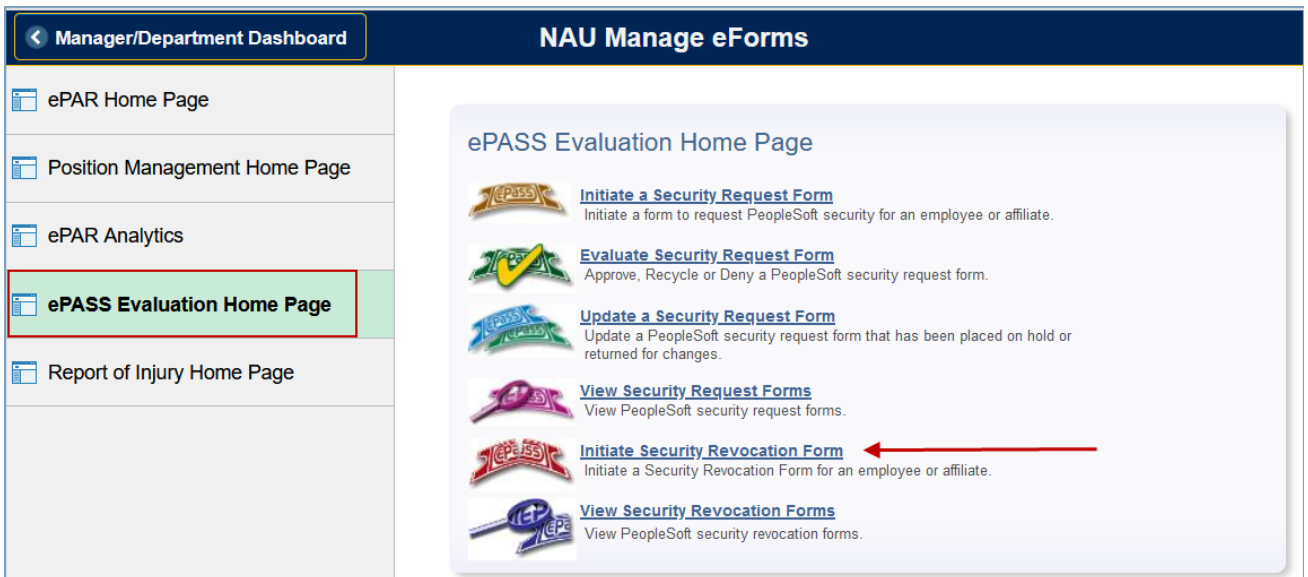 Manager/Department Dashboard
NAU Manage eForms
ePAR Home Page
Position Management Home Page
ePAR Analytics
ePASS Evaluation Home Page
Report of Injury Home Page
ePASS Evaluation Home Page
ePass
Initiate a Security Request Form
Initiate a form to request PeopleSoft security for an employee or affiliate.
Evaluate Security Request Form
Approve, Recycle or Deny a PeopleSoft security request form.
ePass
ePass
Update a Security Request Form
Update a PeopleSoft security request form that has been placed on hold or
returned for changes.
View Security Request Forms
View PeopleSoft security request forms.
ePass
Initiate Security Revocation Form
Initiate a Security Revocation Form for an employee or affiliate.
View Security Revocation Forms
View PeopleSoft security revocation forms.